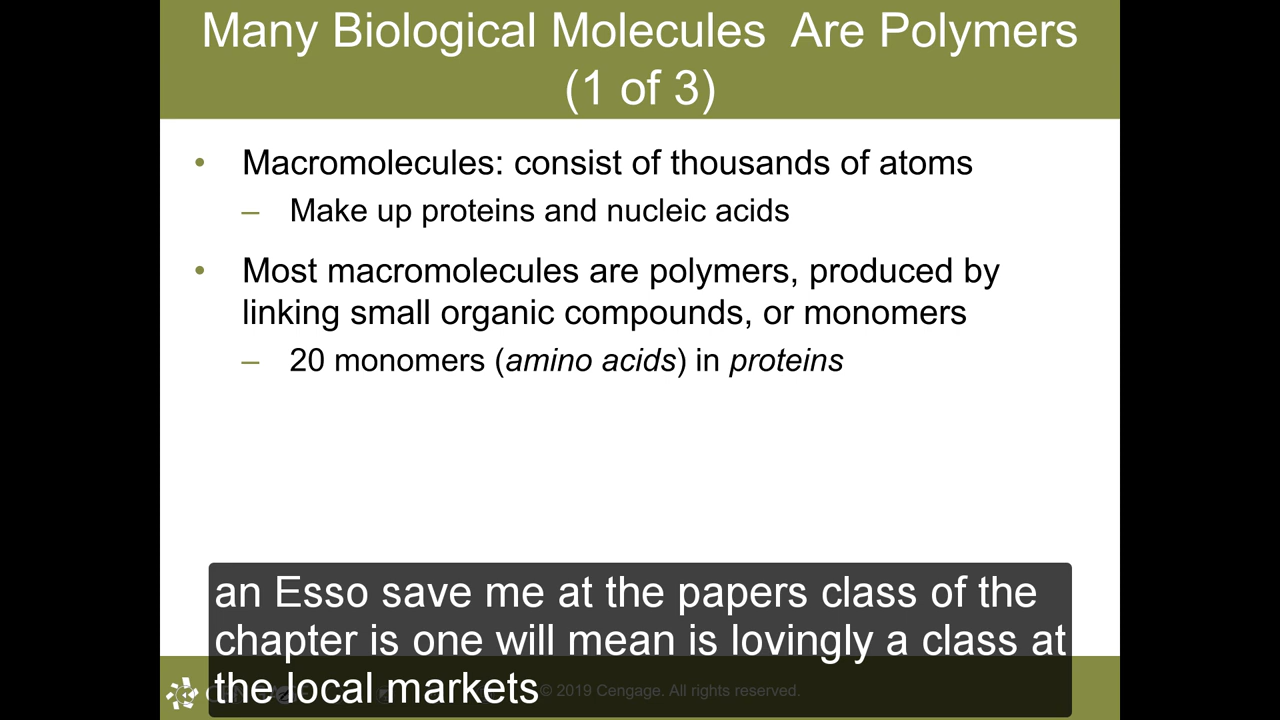 Many Biological Molecules Are Polymers
(1 of 3)
• Macromolecules: consist of thousands of atoms
– Make up proteins and nucleic acids
• Most macromolecules are polymers, produced by
linking small organic compounds, or monomers
– 20 monomers (amino acids) in proteins
an Esso save me at the papers class of the
chapter is one will mean is lovingly a class at
the local markets
© 2019 Cengage. All rights reserved.